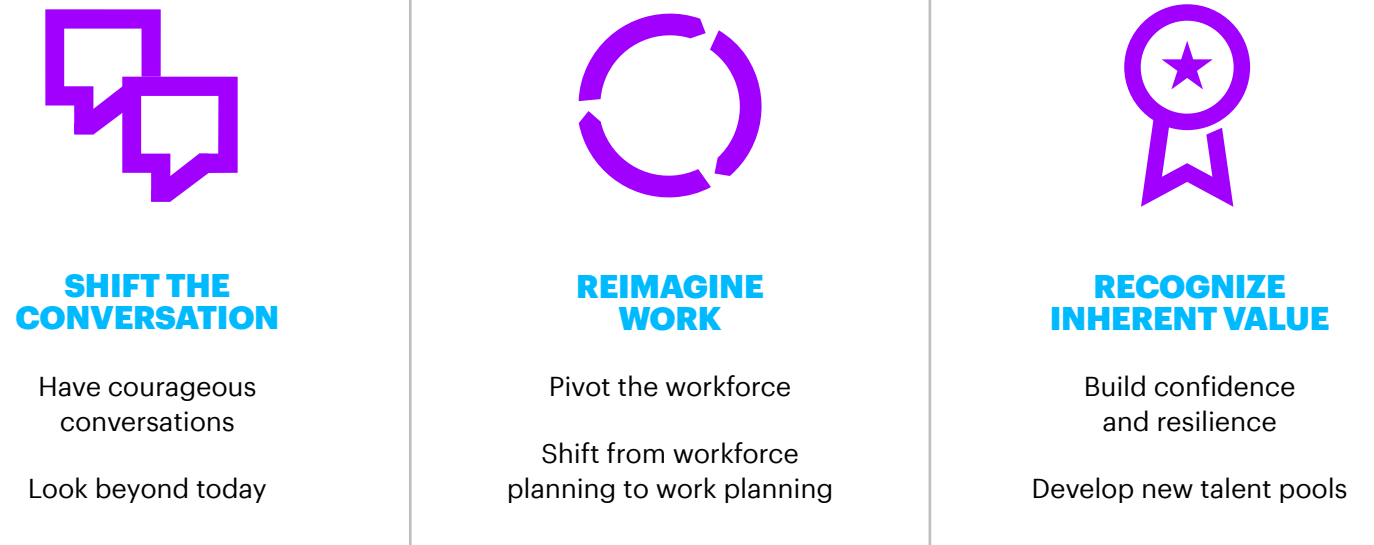 SHIFT THE
CONVERSATION
Have courageous
conversations
Look beyond today
REIMAGINE
WORK
Pivot the workforce
Shift from workforce
planning to work planning
RECOGNIZE
INHERENT VALUE
Build confidence
and resilience
Develop new talent pools